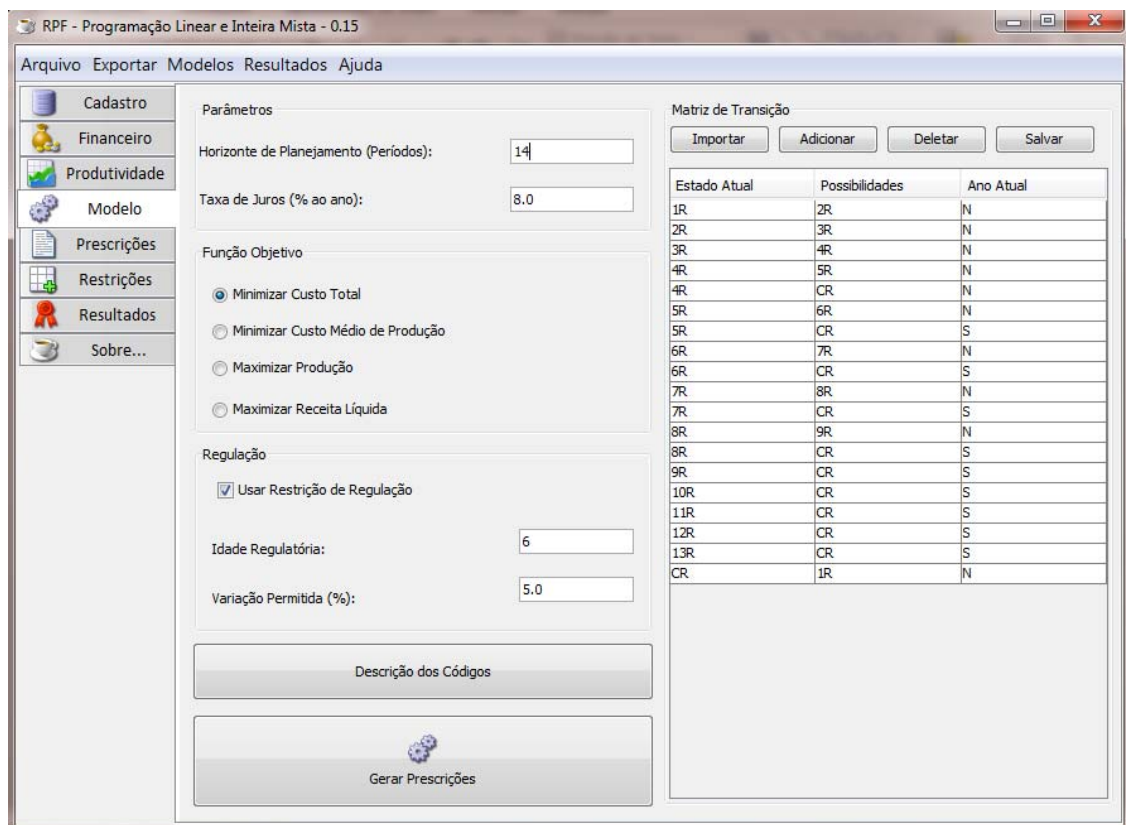 RPF - Programação Linear e Inteira Mista - 0.15
Arquivo Exportar Modelos Resultados Ajuda
Cadastro
Financeiro
Produtividade
Modelo
Prescrições
Restrições
Resultados
Sobre...
Parâmetros
Horizonte de Planejamento (Períodos): 14
Taxa de Juros (% ao ano): 8.0
Função Objetivo
Minimizar Custo Total
Minimizar Custo Médio de Produção
Maximizar Produção
Maximizar Receita Líquida
Regulação
Usar Restrição de Regulação
Idade Regulatória: 6
Variação Permitida (%): 5.0
Descrição dos Códigos
Gerar Prescrições
Matriz de Transição
Importar Adicionar Deletar Salvar
Estado Atual Possibilidades Ano Atual
1R 2R N
2R 3R N
3R 4R N
4R 5R N
4R CR N
5R 6R N
5R CR S
6R 7R N
6R CR S
7R 8R N
7R CR S
8R 9R N
8R CR S
9R CR S
10R CR S
11R CR S
12R CR S
13R CR S
CR 1R N